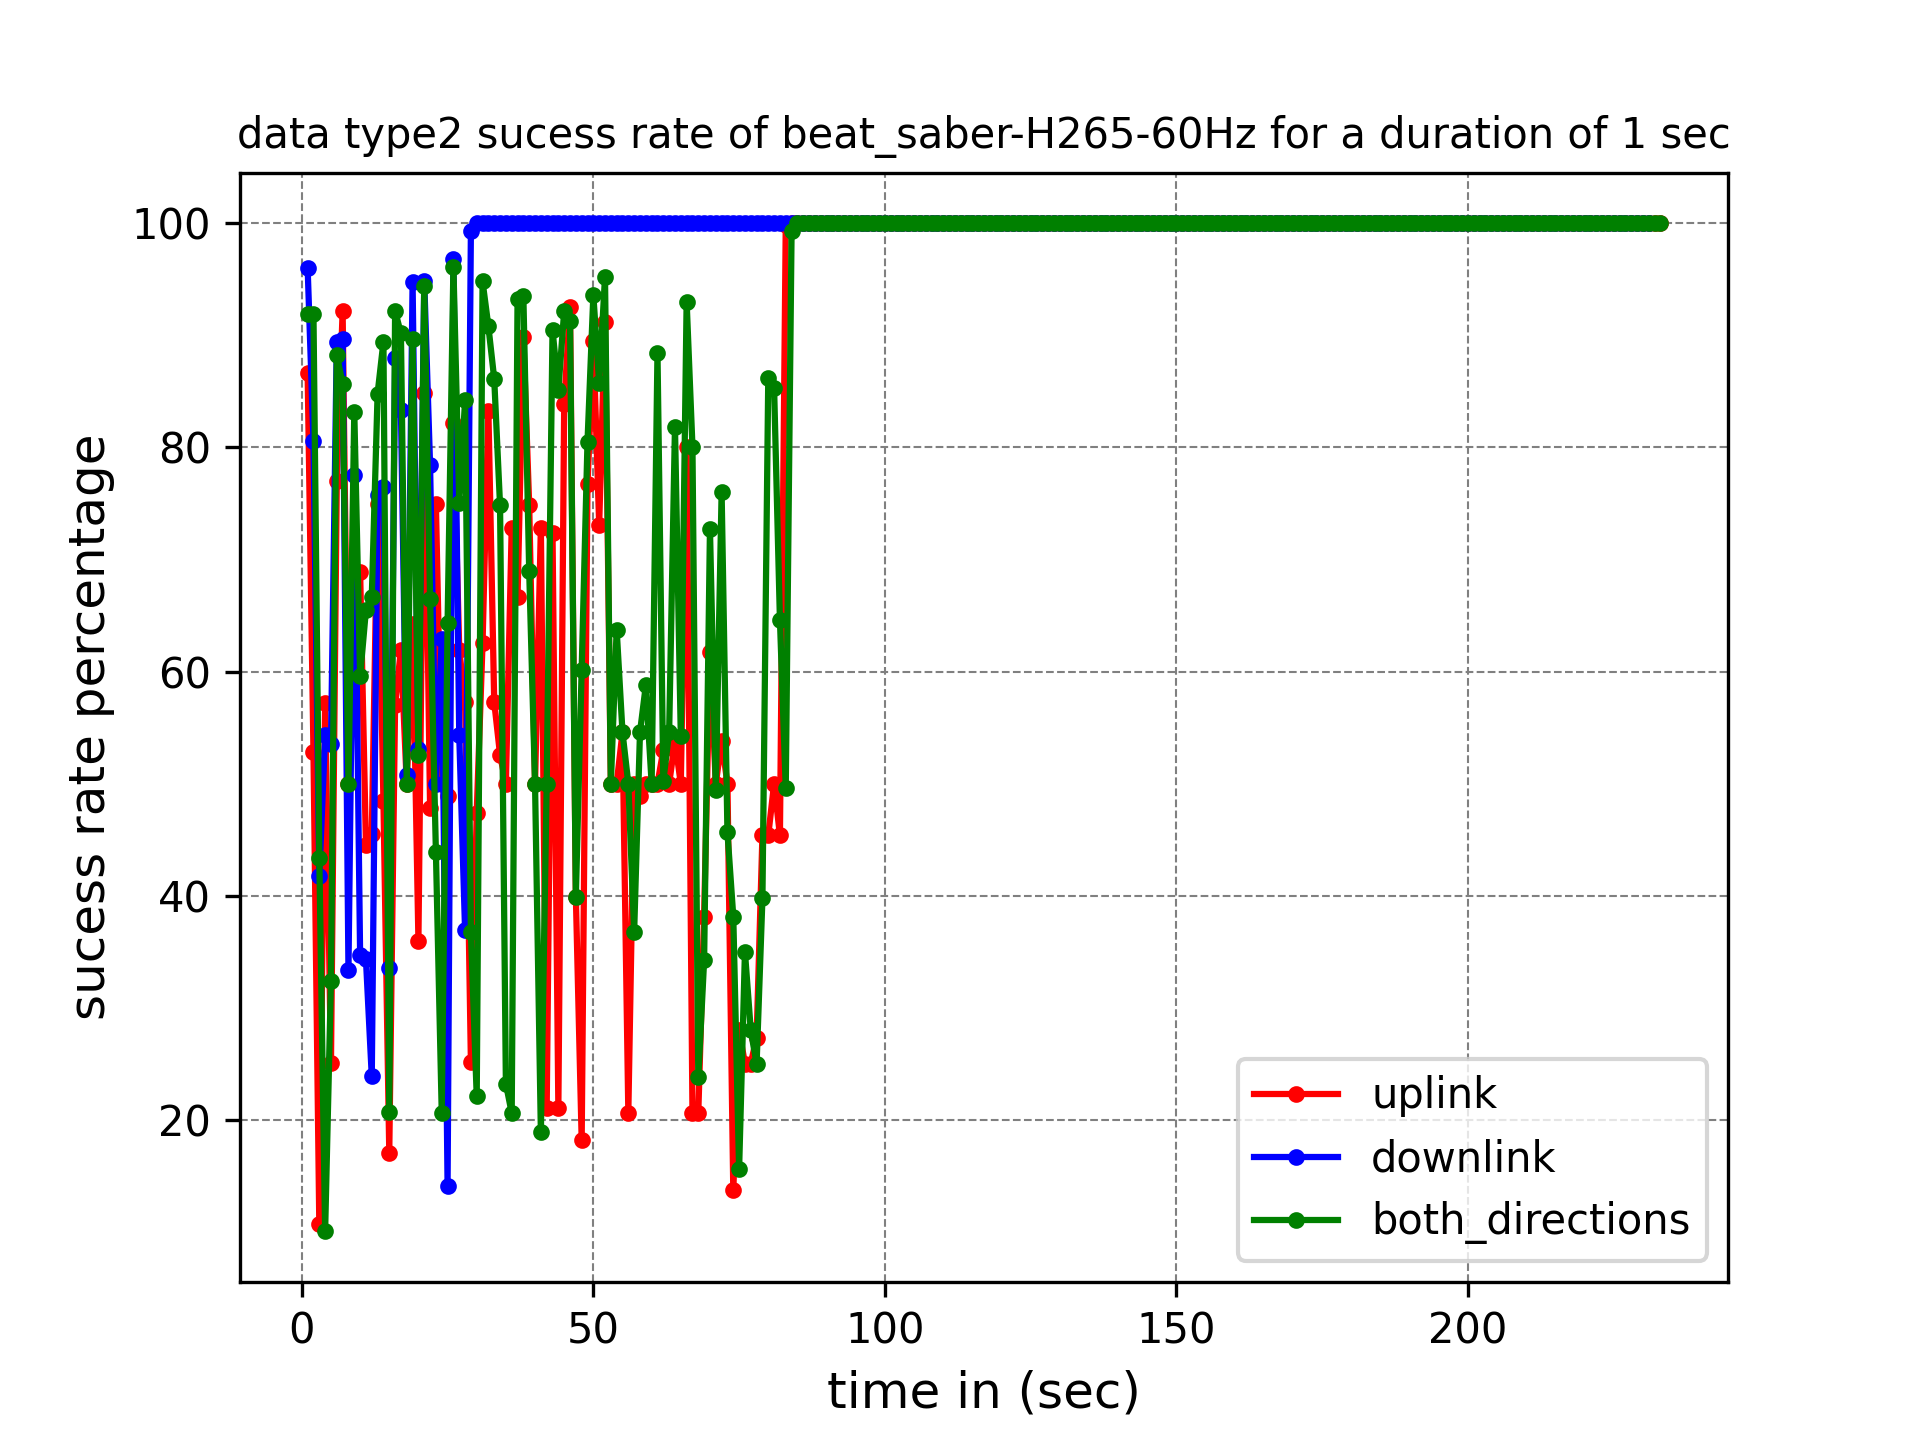 data type2 sucess rate of beat_saber-H265-60Hz for a duration of 1 sec
sucess rate percentage
100
80
60
40
20
0
50
100
150
200
time in (sec)
uplink
downlink
both_directions